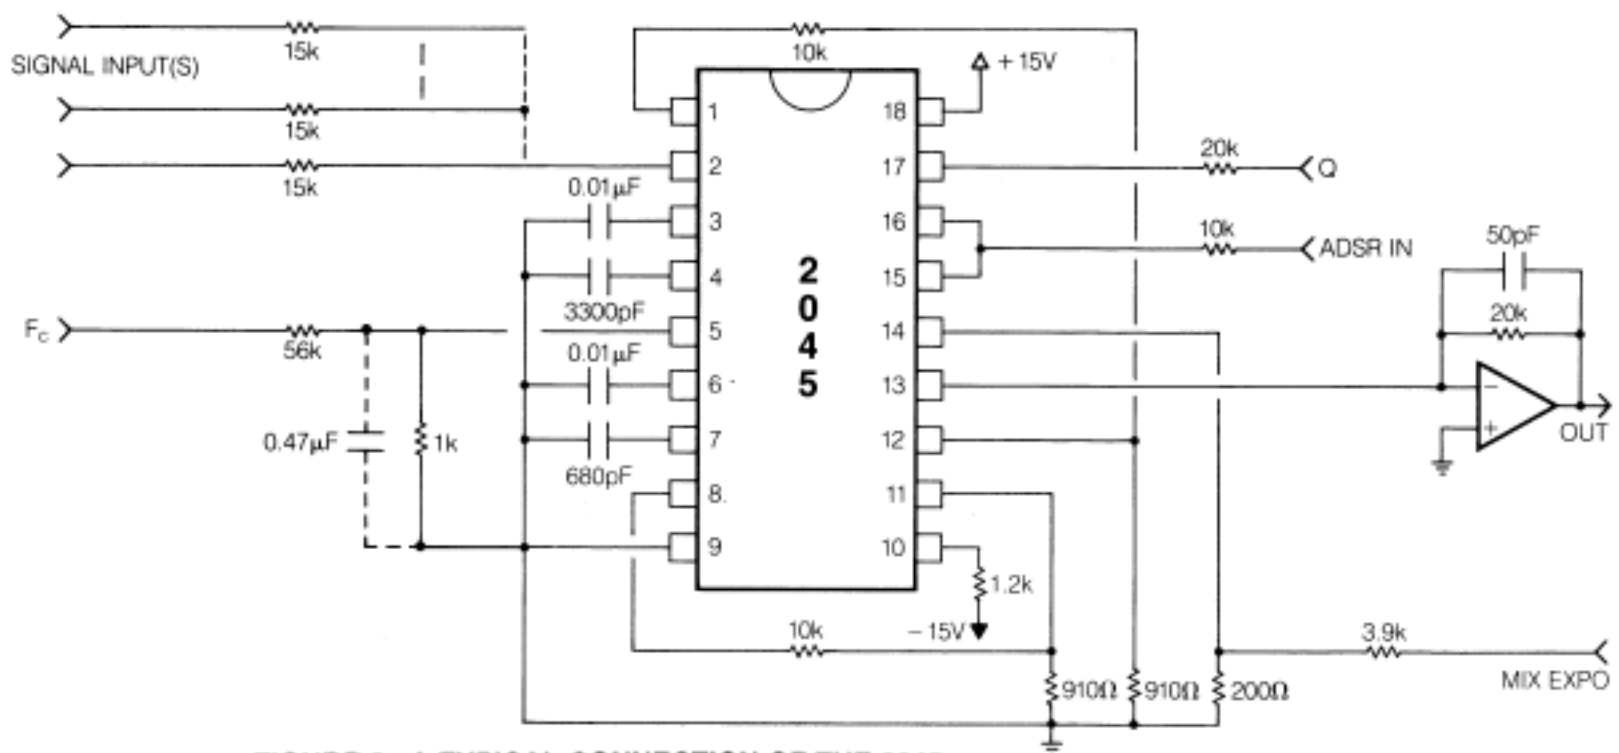 15k
SIGNAL INPUT(S)
15k
15k
10k
+ 15V
1
2
3
4
5
6
7
8
9
18
17
16
15
14
13
12
11
10
2
0
4
5
0.01µF
3300pF
0.01µF
680pF
Fc
56k
0.47µF
1k
20k
Q
10k
ADSR IN
50pF
20k
−
+
OUT
1.2k
− 15V
10k
910Ω
910Ω
200Ω
3.9k
MIX EXPO